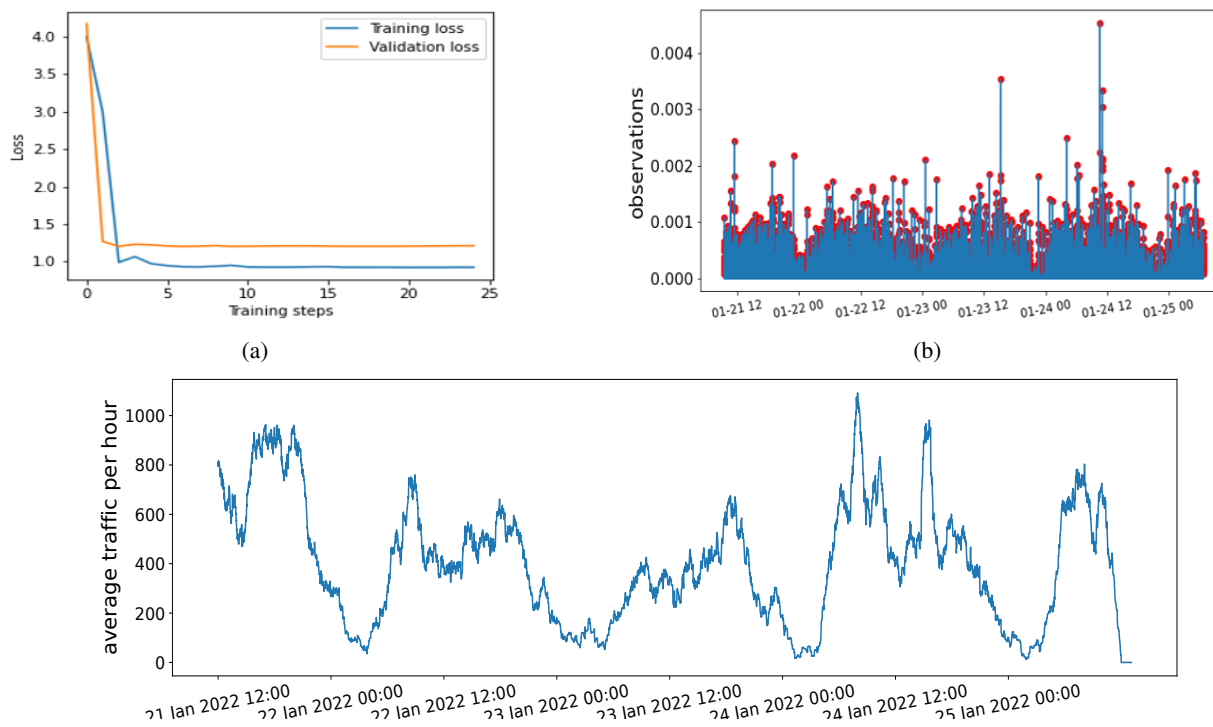 Training loss
Validation loss
4.0
3.5
3.0
2.5
2.0
1.5
1.0
Loss
0 5 10 15 20 25
Training steps
(a)
0.004
0.003
0.002
0.001
0.000
observations
01-21 12 01-22 00 01-22 12 01-23 00 01-23 12 01-24 00 01-24 12 01-25 00
(b)
1000
800
600
400
200
0
average traffic per hour
21 Jan 2022 12:00 22 Jan 2022 00:00 22 Jan 2022 12:00 23 Jan 2022 00:00 23 Jan 2022 12:00 24 Jan 2022 00:00 24 Jan 2022 12:00 25 Jan 2022 00:00